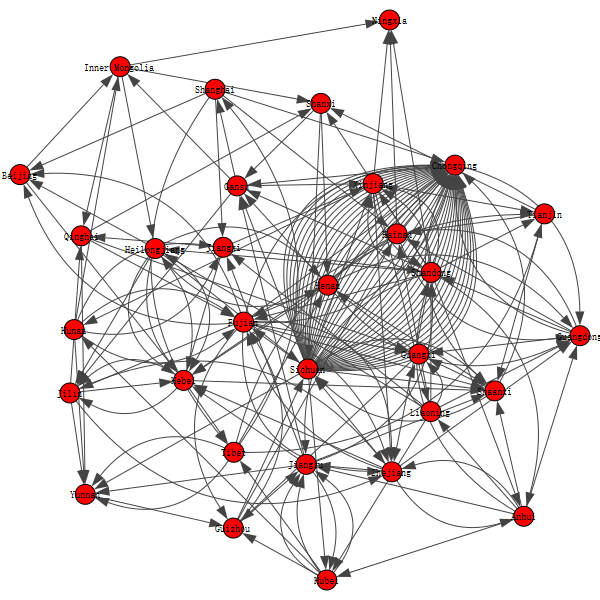 Ningxia
Inner Mongolia
Shanghai
Shanxi
Chongqing
Beijing
Gansu
Xinjiang
Tianjin
Qinghai
Heilongjiang
Jiangxi
Hainan
Shandong
Henan
Fujian
Hunan
Guangdong
Guangxi
Sichuan
Hebei
Jilin
Shaanxi
Liaoning
Tibet
Jiangsu
Zhejiang
Yunnan
Guizhou
Anhui
Hubei